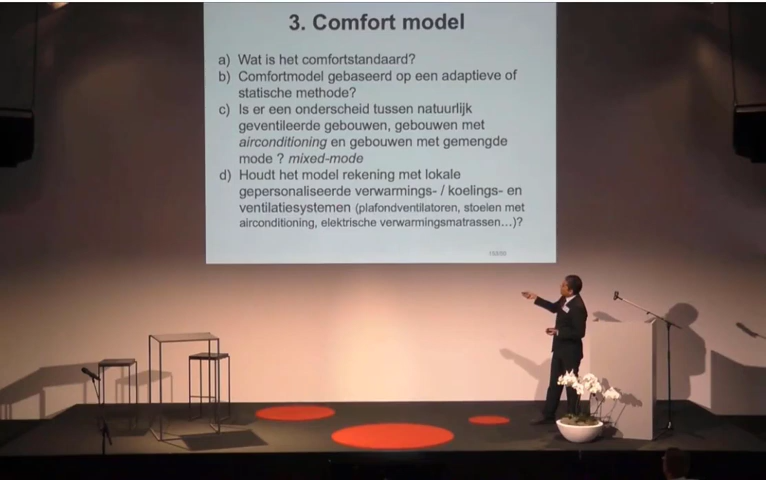 3. Comfort model
a) Wat is het comfortstandaard?
b) Comfortmodel gebaseerd op een adaptieve of
statische methode?
c) Is er een onderscheid tussen natuurlijk
geventileerde gebouwen, gebouwen met
airconditioning en gebouwen met gemengde
mode ? mixed-mode
d) Houdt het model rekening met lokale
gepersonaliseerde verwarmings- / koelings- en
ventilatiesystemen (plafondventilatoren, stoelen met
airconditioning, elektrische verwarmingsmatrassen...)?